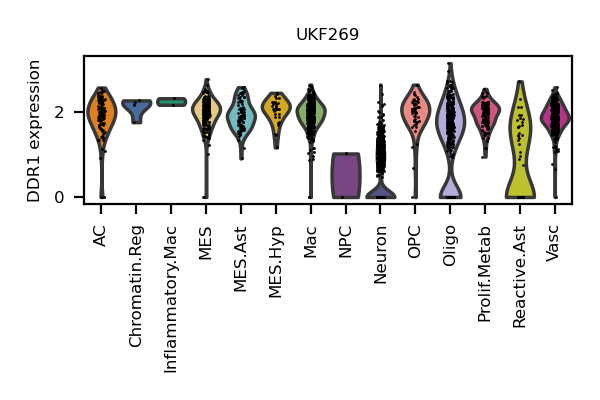 UKF269
DDR1 expression
2
0
AC
Chromatin.Reg
Inflammatory.Mac
MES
MES.Ast
MES.Hyp
Mac
NPC
Neuron
OPC
Oligo
Prolif.Metab
Reactive.Ast
Vasc